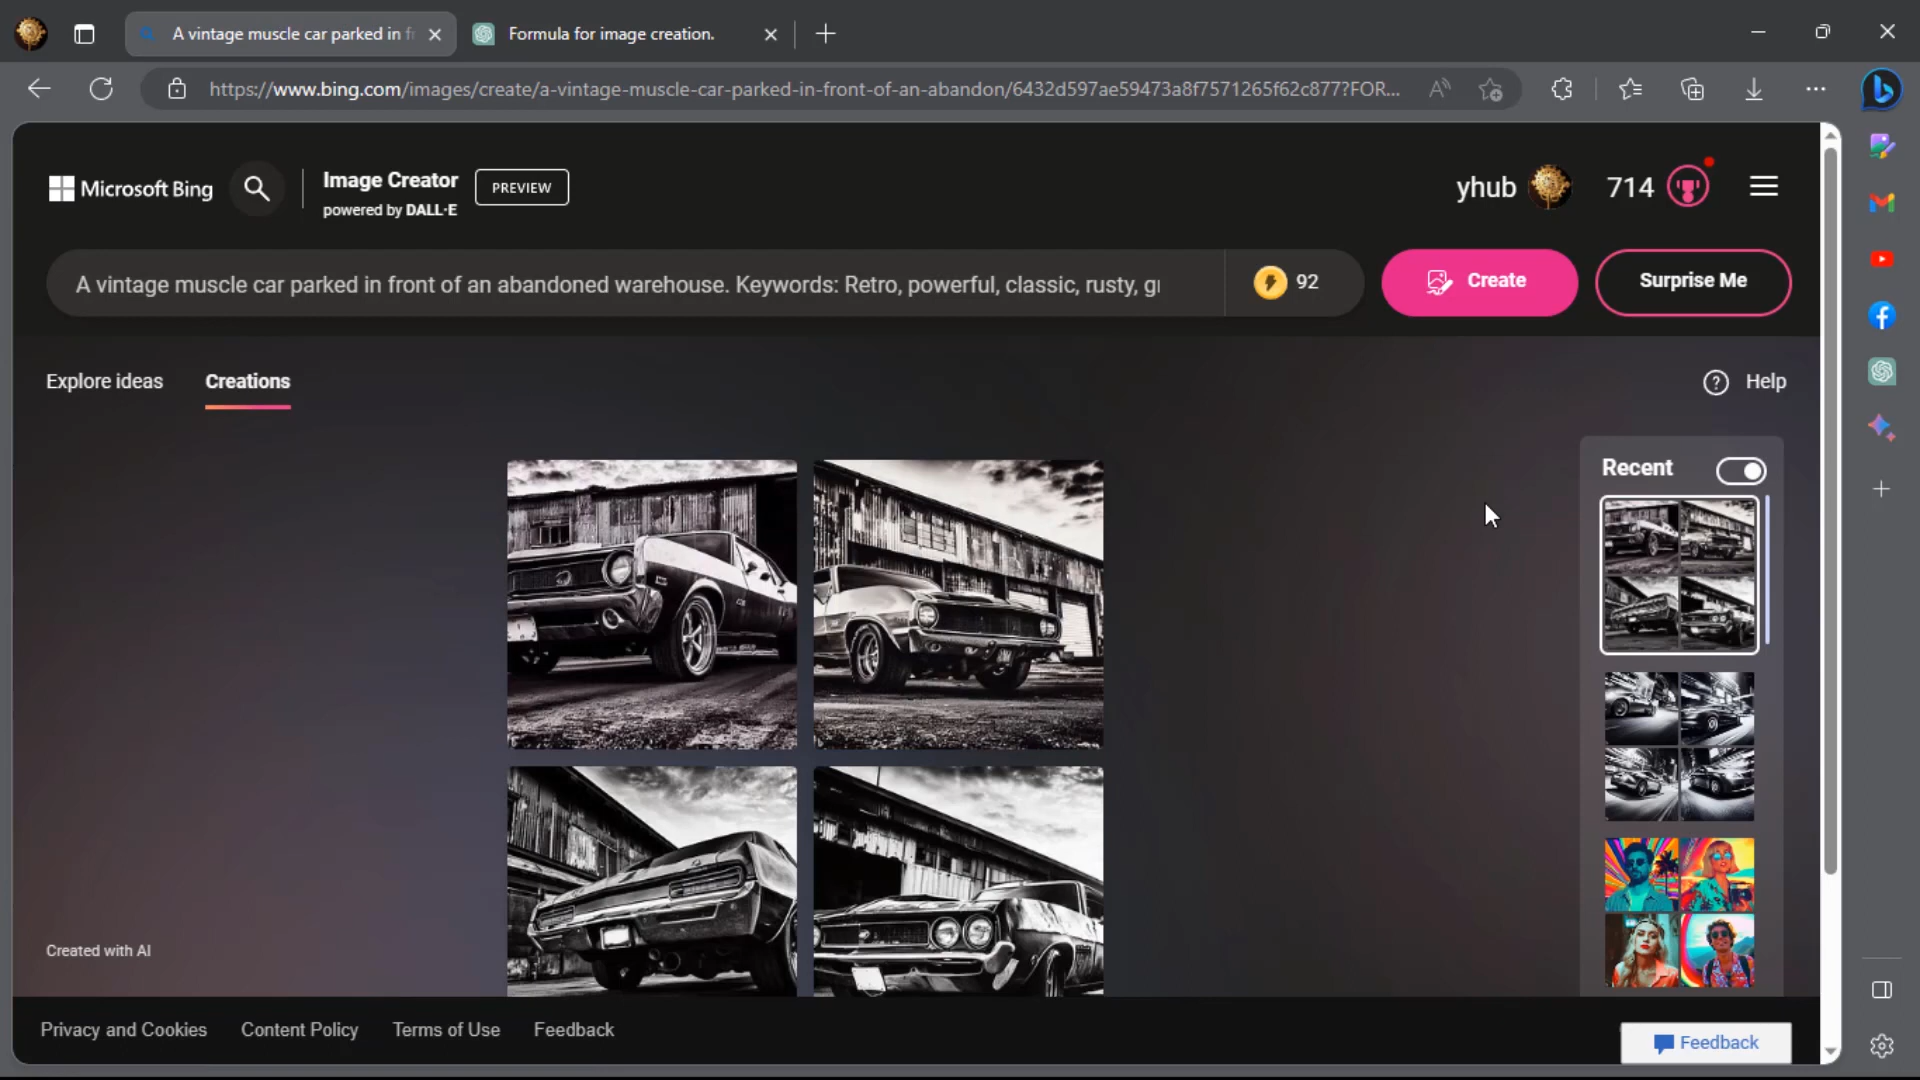 A vintage muscle car parked in fr
Formula for image creation.
https://www.bing.com/images/create/a-vintage-muscle-car-parked-in-front-of-an-abandon/6432d597ae59473a8f7571265f62c877?FOR...
Microsoft Bing
Image Creator
powered by DALL·E
PREVIEW
yhub
714
A vintage muscle car parked in front of an abandoned warehouse. Keywords: Retro, powerful, classic, rusty, gr
92
Create
Surprise Me
Explore ideas
Creations
Help
Recent
Created with AI
Privacy and Cookies
Content Policy
Terms of Use
Feedback
Feedback